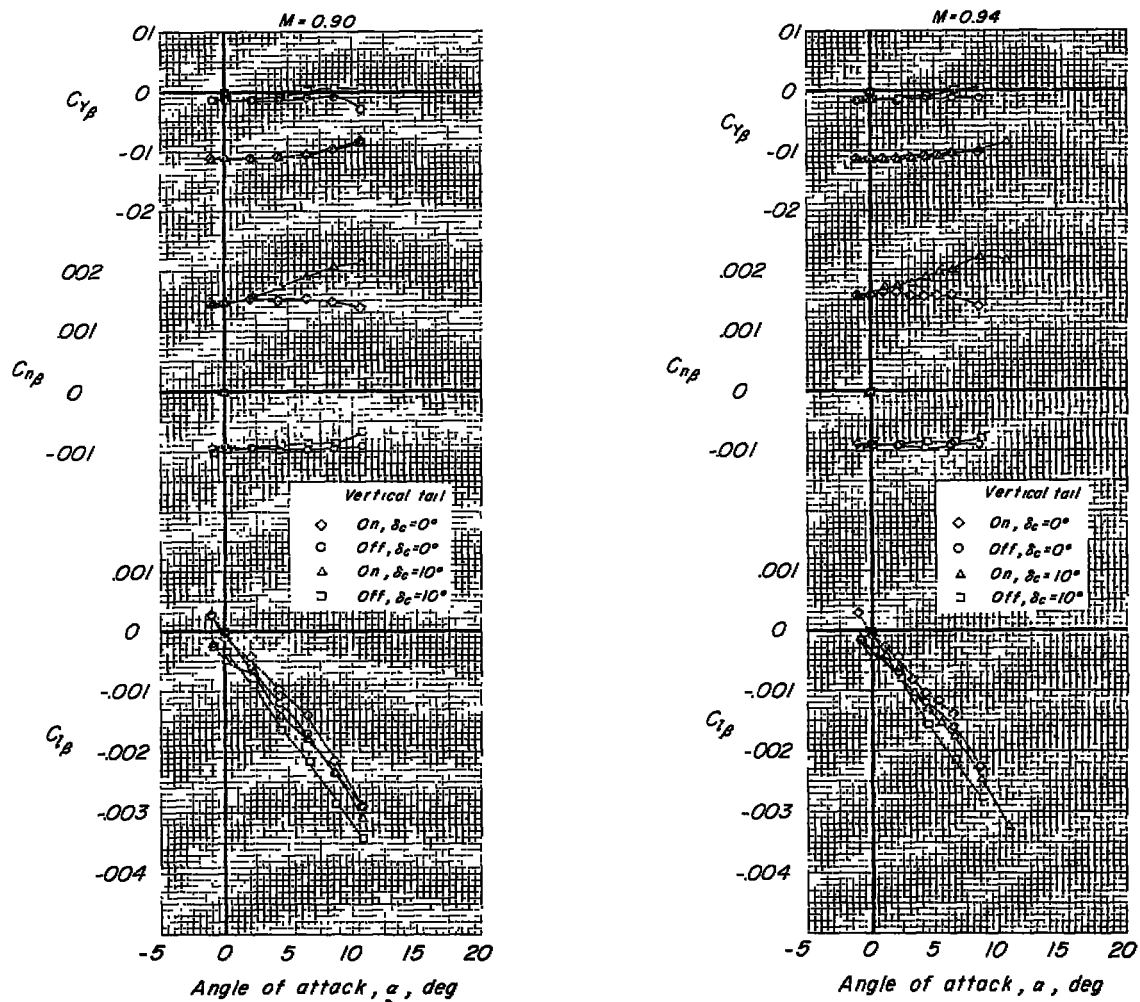 M = 0.90
01
0
-01
-02
C_Yβ
002
.001
0
-.001
C_nβ
Vertical tail
On, δc=0°
Off, δc=0°
On, δc=10°
Off, δc=10°
.001
0
-.001
-.002
-.003
-.004
C_lβ
-5 0 5 10 15 20
Angle of attack, α, deg
M=0.94
01
0
-01
-02
C_Yβ
.002
.001
0
-.001
C_nβ
Vertical tail
On, δc=0°
Off, δc=0°
On, δc=10°
Off, δc=10°
.001
0
-.001
-.002
-.003
-.004
C_lβ
-5 0 5 10 15 20
Angle of attack, α, deg